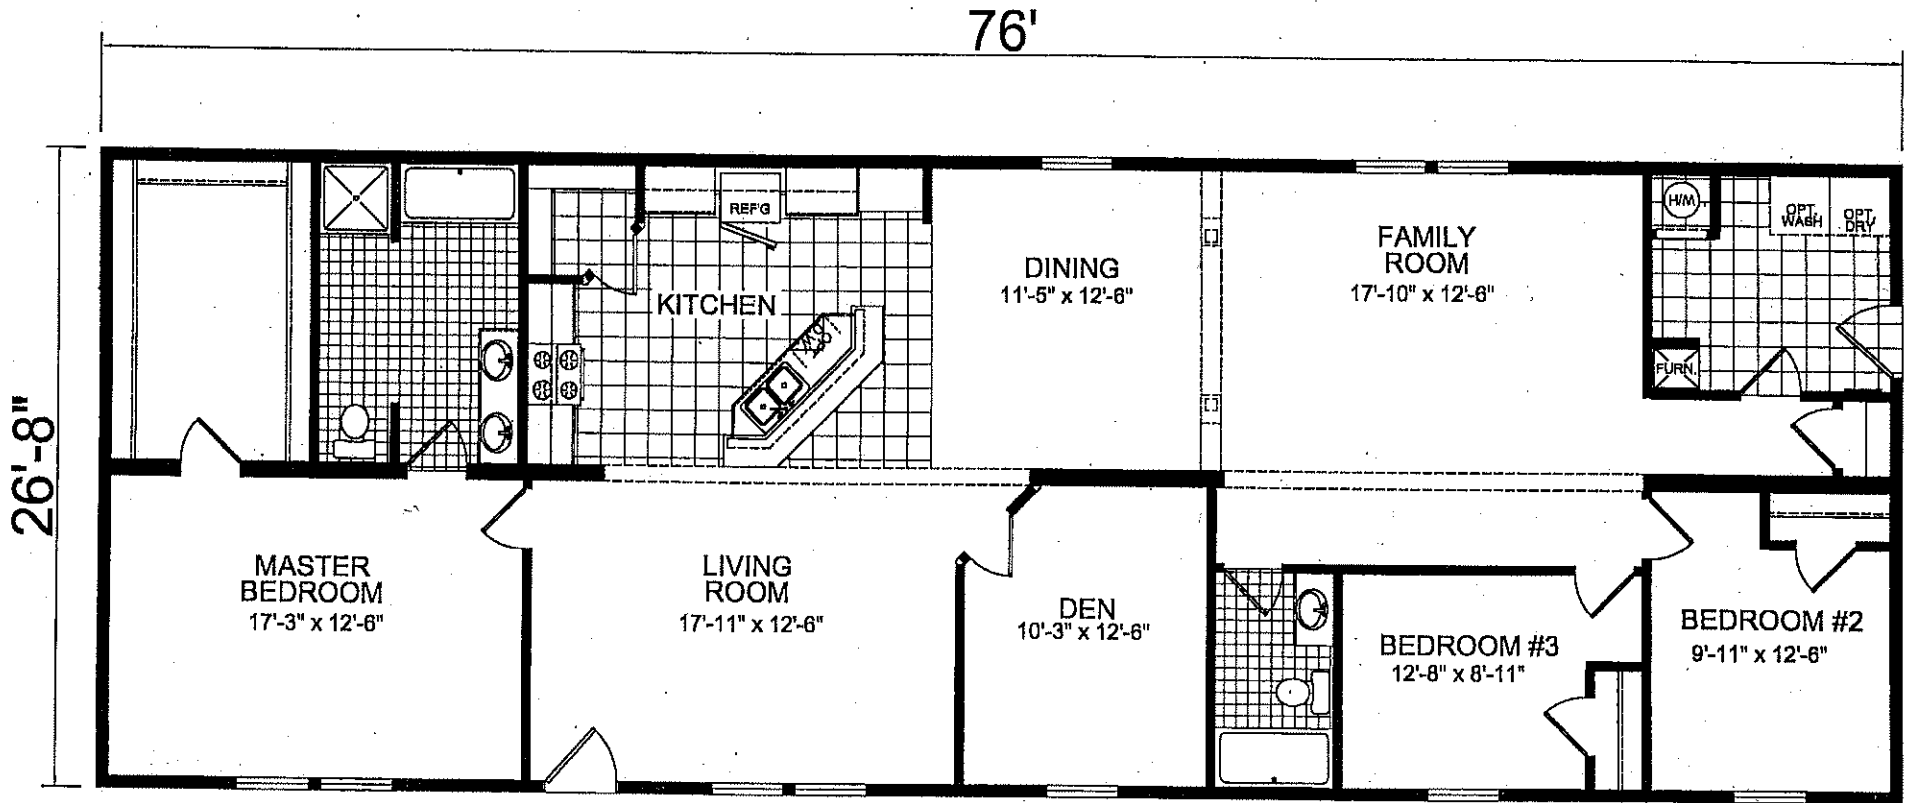 76'
26'-8"
REF'G
KITCHEN
OPT.
D/W
DINING
11'-5" x 12'-6"
FAMILY
ROOM
17'-10" x 12'-6"
H/M
OPT.
WASH
OPT.
DRY
FURN.
MASTER
BEDROOM
17'-3" x 12'-6"
LIVING
ROOM
17'-11" x 12'-6"
DEN
10'-3" x 12'-6"
BEDROOM #3
12'-8" x 8'-11"
BEDROOM #2
9'-11" x 12'-6"